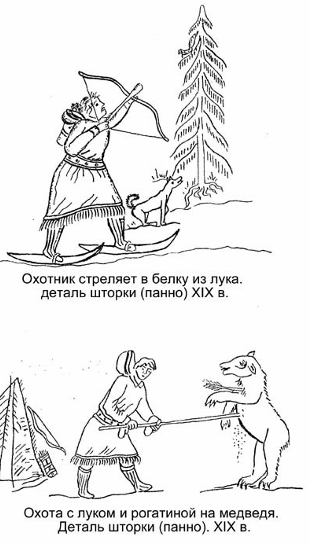 Охотник стреляет в белку из лука.
деталь шторки (панно) XIX в.
Охота с луком и рогатиной на медведя.
Деталь шторки (панно). XIX в.